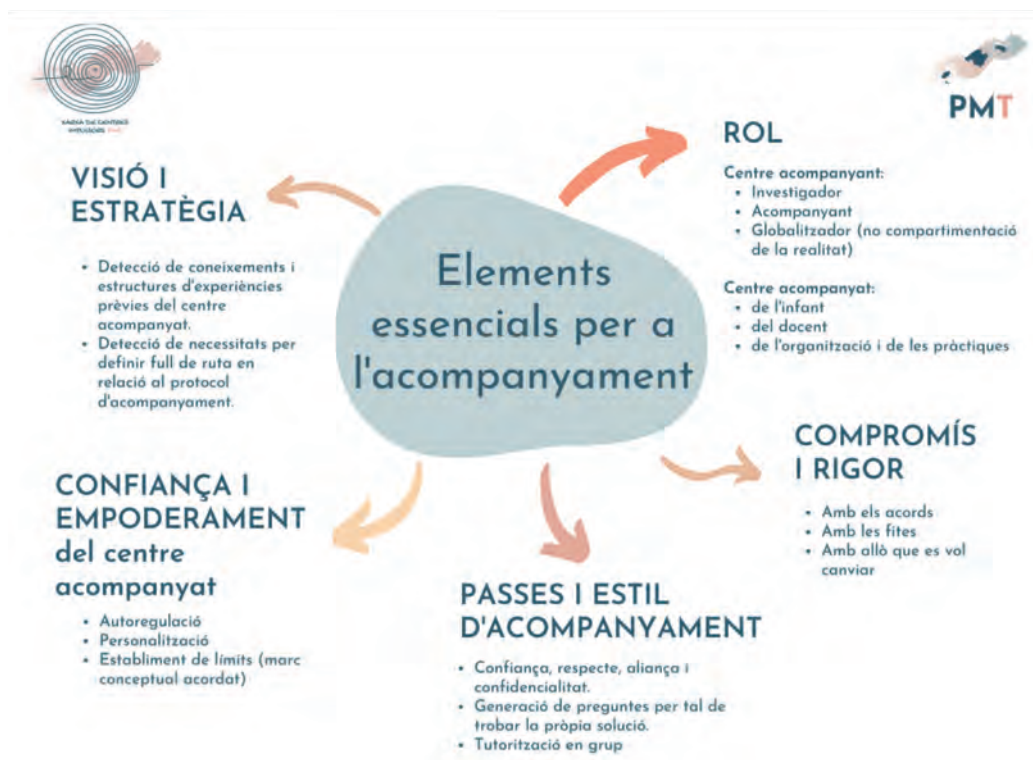 XARXA DE CENTRES
PMT
PMT
ROL
Centre acompanyant:
• Investigador
• Acompanyant
• Globalitzador (no compartimentació
de la realitat)
Centre acompanyat:
• de l'infant
• del docent
• de l'organització i de les pràctiques
VISIÓ I
ESTRATÈGIA
• Detecció de coneixements i
estructures d'experiències
prèvies del centre
acompanyat.
• Detecció de necessitats per
definir full de ruta en
relació al protocol
d'acompanyament.
Elements
essencials per a
l'acompanyament
COMPROMÍS
I RIGOR
• Amb els acords
• Amb les fites
• Amb allò que es vol
canviar
CONFIANÇA I
EMPODERAMENT
del centre
acompanyat
• Autoregulació
• Personalització
• Establiment de límits (marc
conceptual acordat)
PASSES I ESTIL
D'ACOMPANYAMENT
• Confiança, respecte, aliança i
confidencialitat.
• Generació de preguntes per tal de
trobar la pròpia solució.
• Tutorització en grup